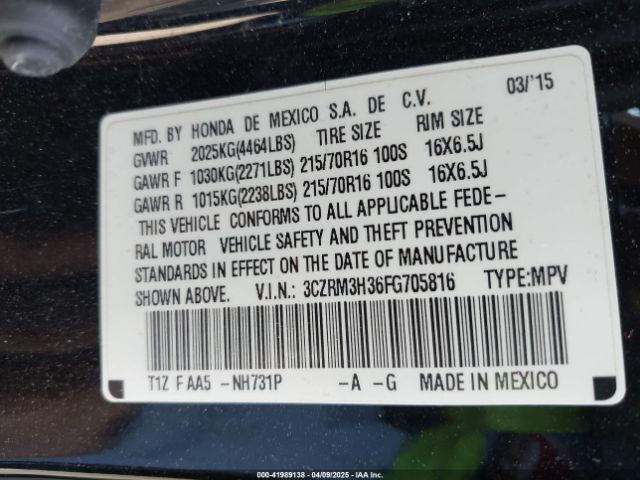 MFD. BY HONDA DE MEXICO S.A. DE C.V. 03/'15
GVWR 2025KG(4464LBS) TIRE SIZE RIM SIZE
GAWR F 1030KG(2271LBS) 215/70R16 100S 16X6.5J
GAWR R 1015KG(2238LBS) 215/70R16 100S 16X6.5J
THIS VEHICLE CONFORMS TO ALL APPLICABLE FEDE-
RAL MOTOR VEHICLE SAFETY AND THEFT PREVENTION
STANDARDS IN EFFECT ON THE DATE OF MANUFACTURE
SHOWN ABOVE. V.I.N.: 3CZRM3H36FG705816 TYPE:MPV
T1Z F AA5 -NH731P -A -G MADE IN MEXICO
000-41989138 - 04/09/2025 - IAA Inc.